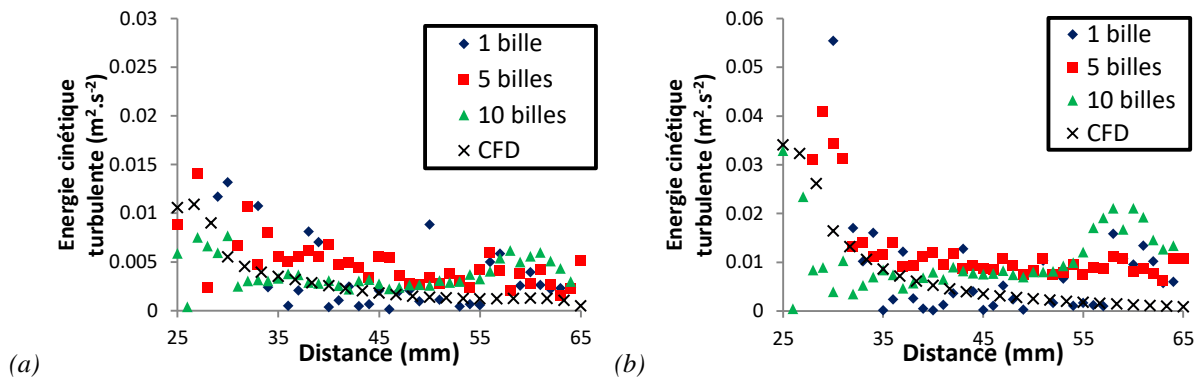 0.03
0.025
0.02
0.015
0.01
0.005
0
Energie cinétique
turbulente (m².s⁻²)
25 35 45 55 65
Distance (mm)
1 bille
5 billes
10 billes
CFD
(a)
0.06
0.05
0.04
0.03
0.02
0.01
0
Energie cinétique
turbulente (m².s⁻²)
25 35 45 55 65
Distance (mm)
1 bille
5 billes
10 billes
CFD
(b)